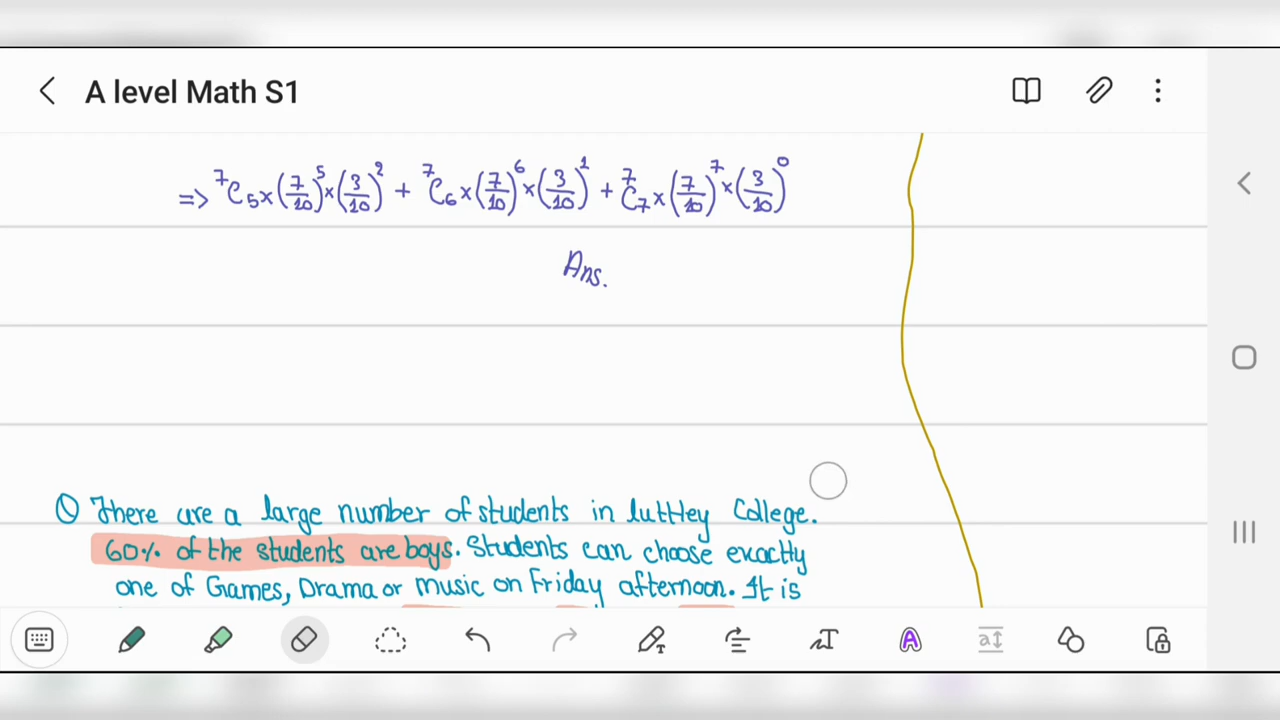 A level Math S1
=> ⁷C₅ × (7/10)⁵ × (3/10)² + ⁷C₆ × (7/10)⁶ × (3/10)¹ + ⁷C₇ × (7/10)⁷ × (3/10)⁰
Ans.
Q There are a large number of students in luttley College.
60% of the students are boys. Students can choose exactly
one of Games, Drama or music on Friday afternoon. It is